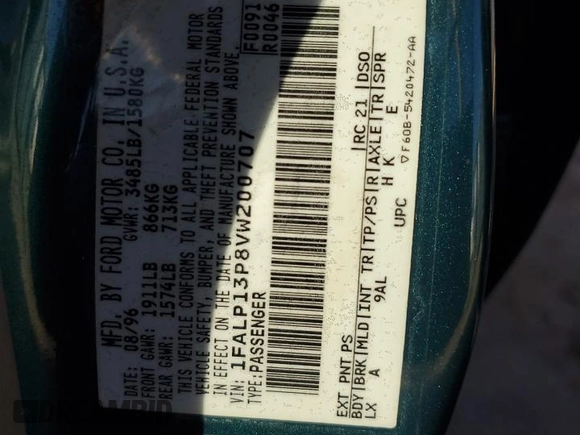 MFD. BY FORD MOTOR CO. IN U.S.A.
DATE: 08/96 GVWR: 3485LB/1580KG
FRONT GAWR: 1911LB 866KG
REAR GAWR: 1574LB 713KG
THIS VEHICLE CONFORMS TO ALL APPLICABLE FEDERAL MOTOR
VEHICLE SAFETY, BUMPER, AND THEFT PREVENTION STANDARDS
IN EFFECT ON THE DATE OF MANUFACTURE SHOWN ABOVE.
VIN: 1FALP13P8VW200707
TYPE: PASSENGER
F0091
R0046
EXT PNT PS RC 21 DSO
BDY BRK MLD INT TR TP/PS R AXLE TR SPR
LX A 9AL H K E
UPC
▽F60B-5420472-AA